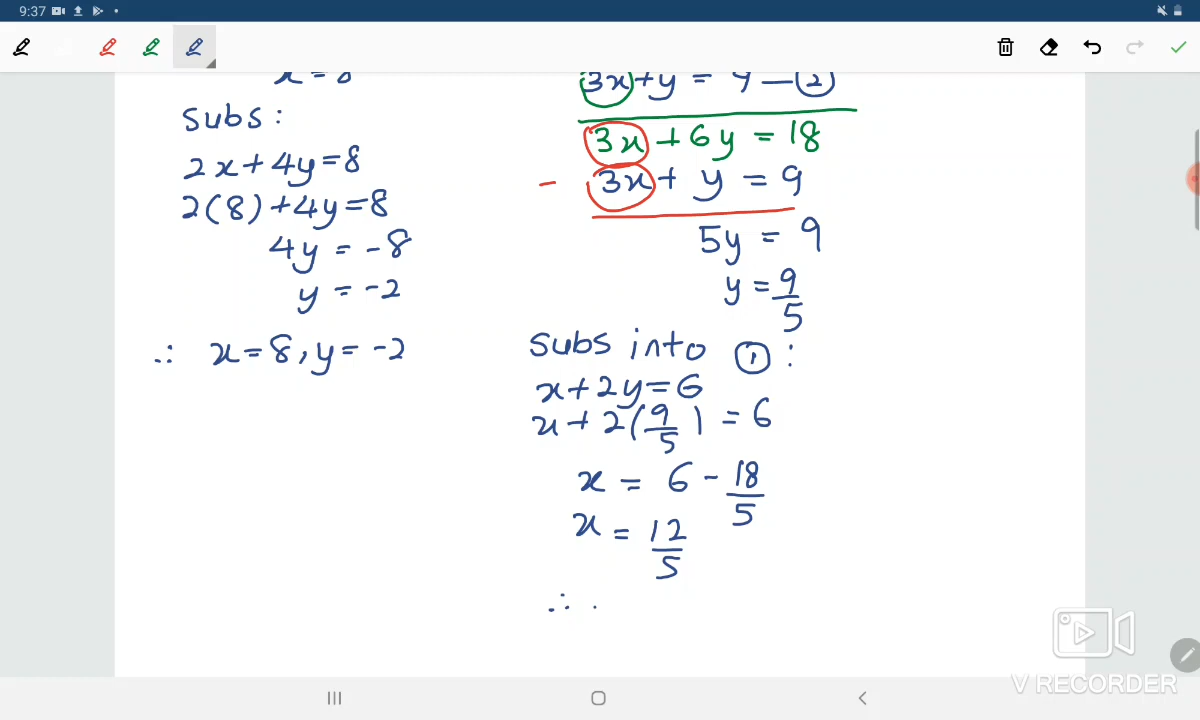 9:37
x = 8
subs :
2x + 4y = 8
2(8) + 4y = 8
4y = -8
y = -2
∴ x = 8, y = -2
3x + y = 9 — ②
3x + 6y = 18
- 3x + y = 9
5y = 9
y = 9/5
subs into ① :
x + 2y = 6
x + 2(9/5) = 6
x = 6 - 18/5
x = 12/5
∴
V RECORDER